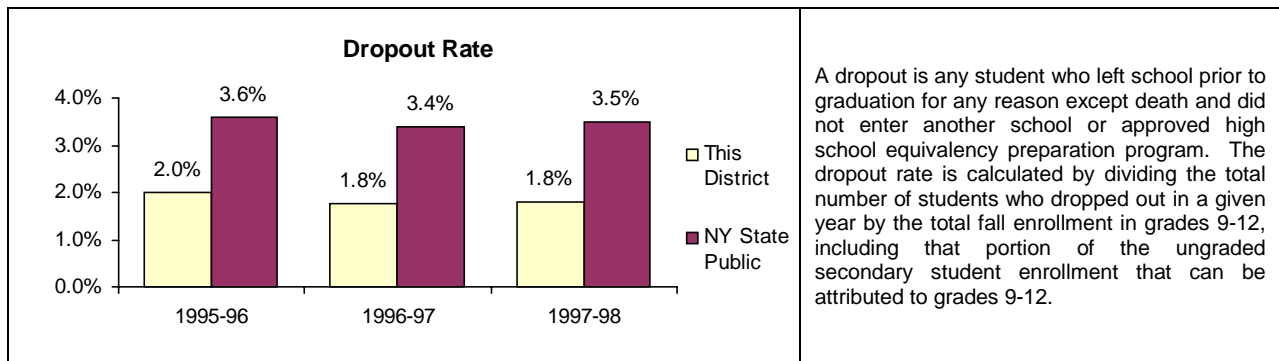 Dropout Rate
4.0%
3.0%
2.0%
1.0%
0.0%
2.0%
3.6%
1.8%
3.4%
1.8%
3.5%
1995-96
1996-97
1997-98
This
District
NY State
Public
A dropout is any student who left school prior to
graduation for any reason except death and did
not enter another school or approved high
school equivalency preparation program. The
dropout rate is calculated by dividing the total
number of students who dropped out in a given
year by the total fall enrollment in grades 9-12,
including that portion of the ungraded
secondary student enrollment that can be
attributed to grades 9-12.